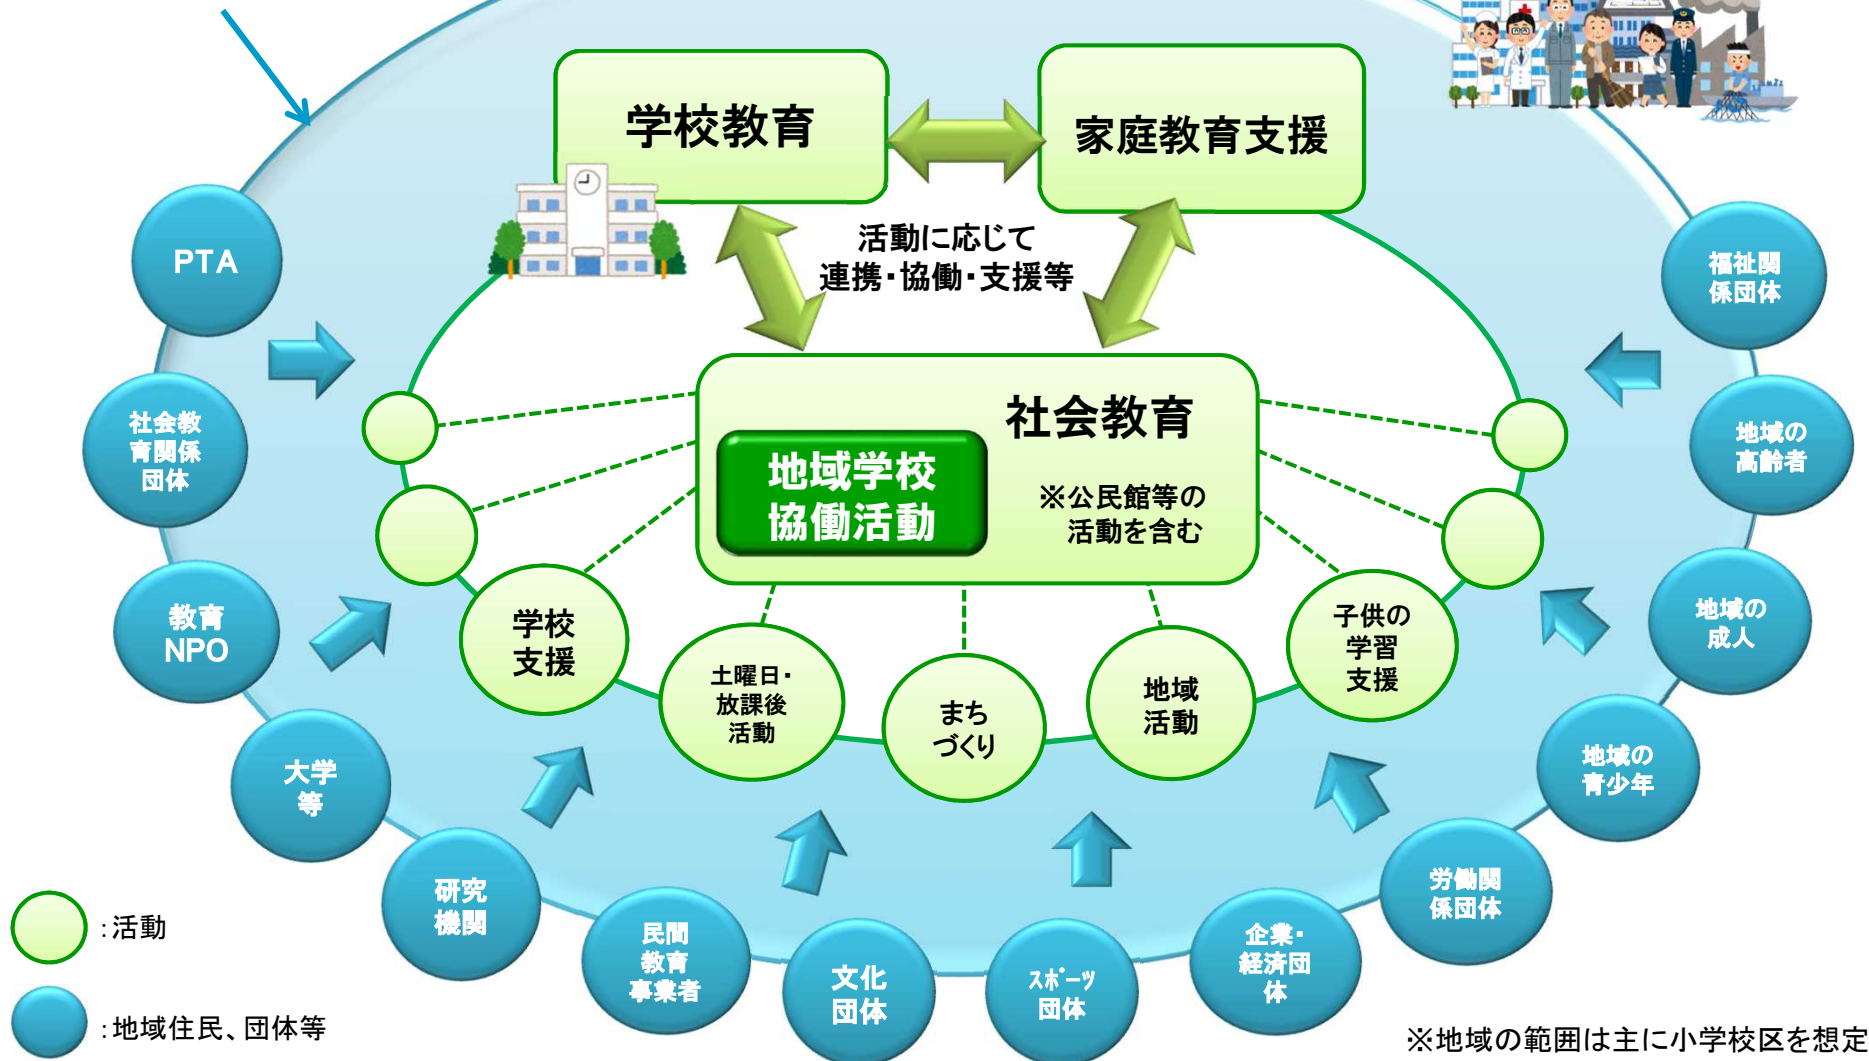 学校教育
家庭教育支援
活動に応じて
連携・協働・支援等
社会教育
地域学校
協働活動
※公民館等の
活動を含む
学校
支援
土曜日・
放課後
活動
まち
づくり
地域
活動
子供の
学習
支援
PTA
社会教
育関係
団体
教育
NPO
大学
等
研究
機関
民間
教育
事業者
文化
団体
スポーツ
団体
企業・
経済団
体
労働関
係団体
地域の
青少年
地域の
成人
地域の
高齢者
福祉関
係団体
：活動
：地域住民、団体等
※地域の範囲は主に小学校区を想定